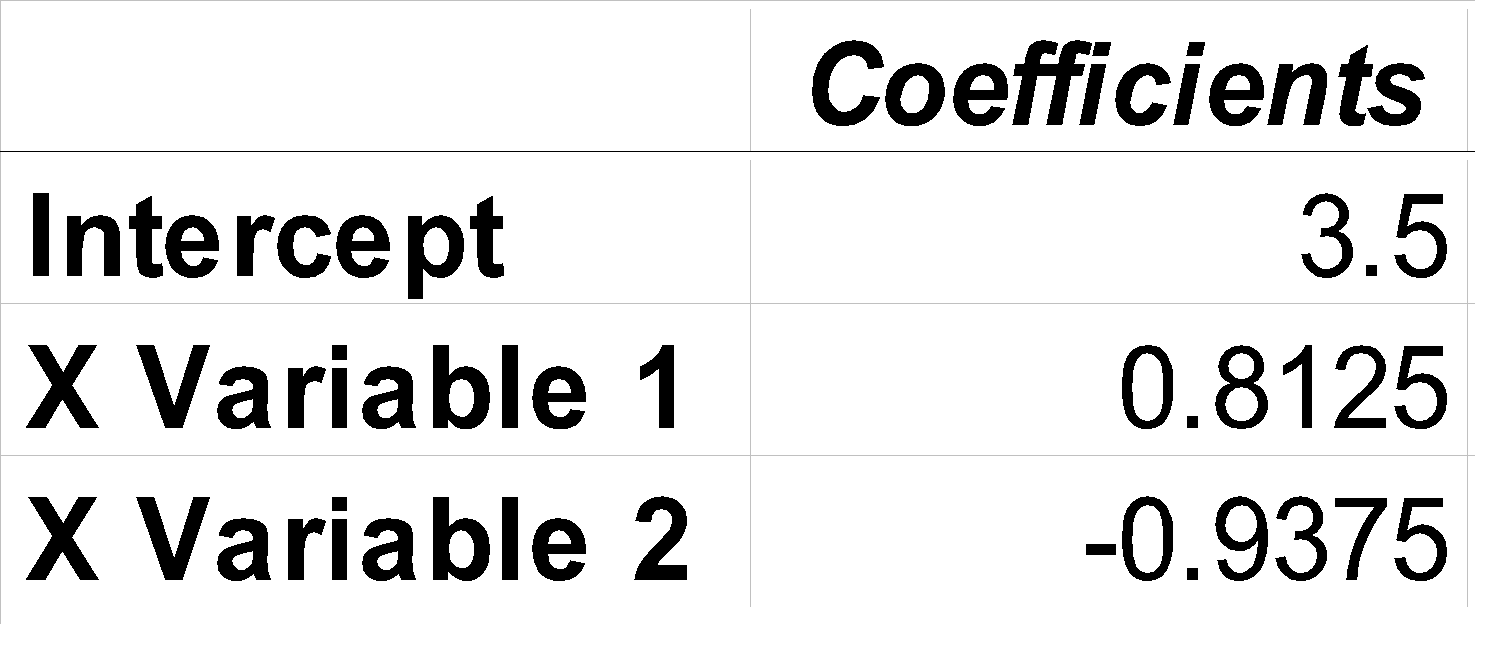 Coefficients
Intercept 3.5
X Variable 1 0.8125
X Variable 2 -0.9375